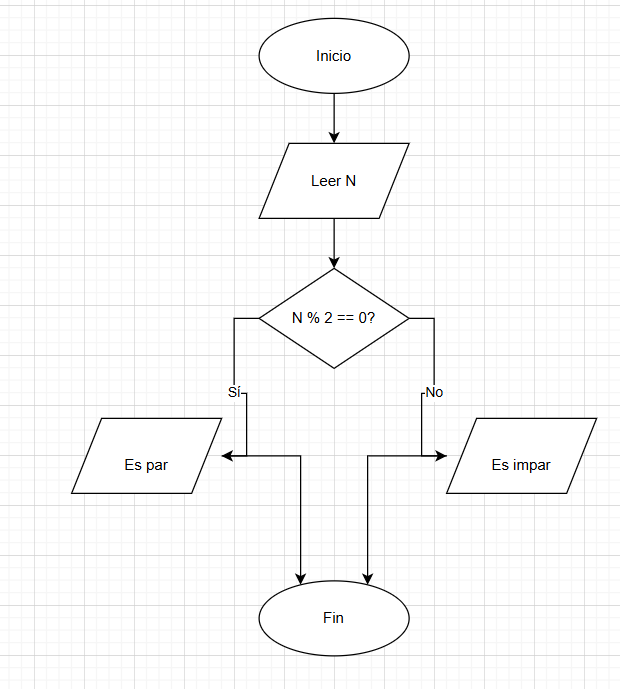 Inicio
Leer N
N % 2 == 0?
Sí
No
Es par
Es impar
Fin